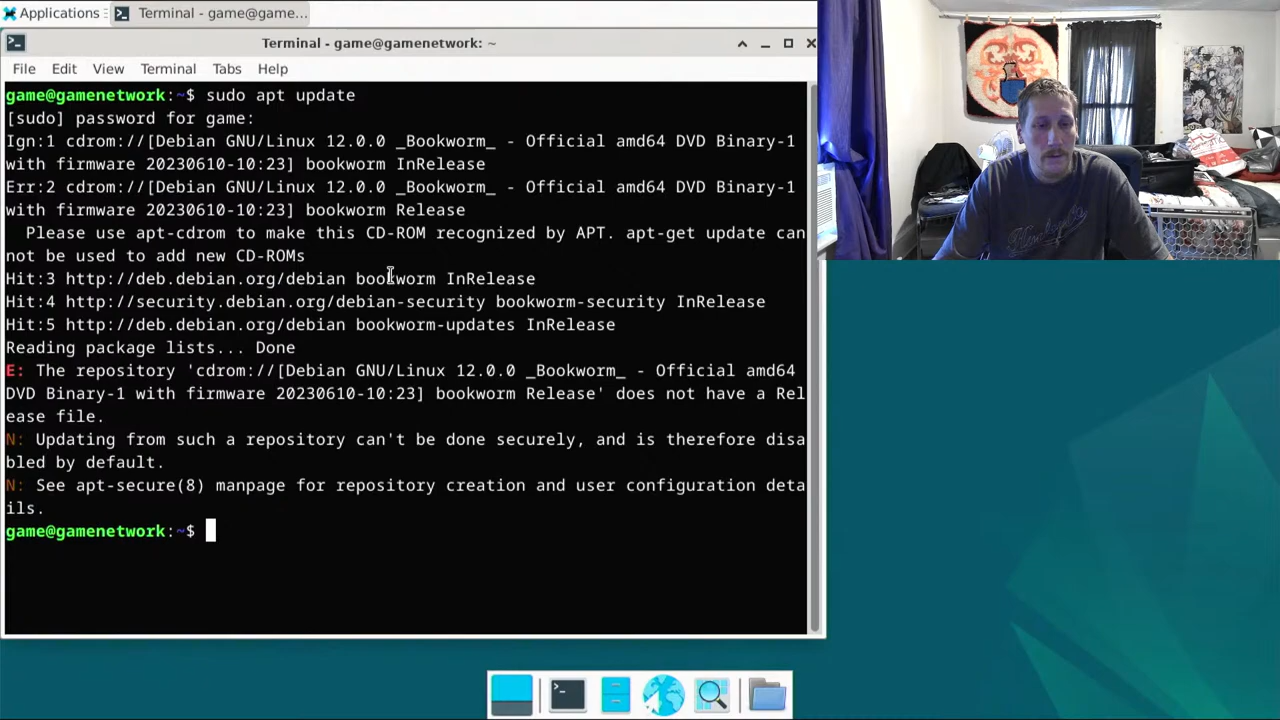 Applications
Terminal - game@game...
Terminal - game@gamenetwork: ~
File Edit View Terminal Tabs Help
game@gamenetwork:~$ sudo apt update
[sudo] password for game:
Ign:1 cdrom://[Debian GNU/Linux 12.0.0 _Bookworm_ - Official amd64 DVD Binary-1
with firmware 20230610-10:23] bookworm InRelease
Err:2 cdrom://[Debian GNU/Linux 12.0.0 _Bookworm_ - Official amd64 DVD Binary-1
with firmware 20230610-10:23] bookworm Release
Please use apt-cdrom to make this CD-ROM recognized by APT. apt-get update can
not be used to add new CD-ROMs
Hit:3 http://deb.debian.org/debian bookworm InRelease
Hit:4 http://security.debian.org/debian-security bookworm-security InRelease
Hit:5 http://deb.debian.org/debian bookworm-updates InRelease
Reading package lists... Done
E: The repository 'cdrom://[Debian GNU/Linux 12.0.0 _Bookworm_ - Official amd64
DVD Binary-1 with firmware 20230610-10:23] bookworm Release' does not have a Rel
ease file.
N: Updating from such a repository can't be done securely, and is therefore disa
bled by default.
N: See apt-secure(8) manpage for repository creation and user configuration deta
ils.
game@gamenetwork:~$